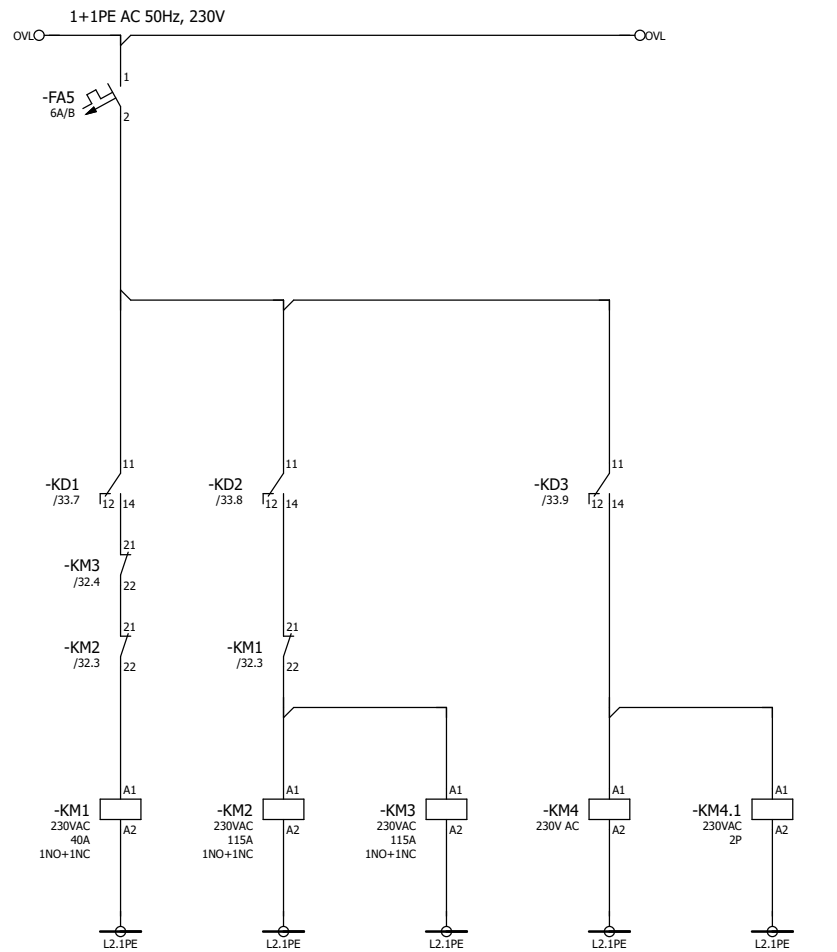 1+1PE AC 50Hz, 230V
OVL OVL
1
-FA5
6A/B
2
11 11 11
-KD1 -KD2 -KD3
/33.7 /33.8 /33.9
12 14 12 14 12 14
21
-KM3
/32.4
22
21 21
-KM2 -KM1
/32.3 /32.3
22 22
A1 A1 A1 A1 A1
-KM1 -KM2 -KM3 -KM4 -KM4.1
230VAC 230VAC 230VAC 230V AC 230VAC
A2 A2 A2 A2 A2
40A 115A 115A 2P
1NO+1NC 1NO+1NC 1NO+1NC
L2.1PE L2.1PE L2.1PE L2.1PE L2.1PE